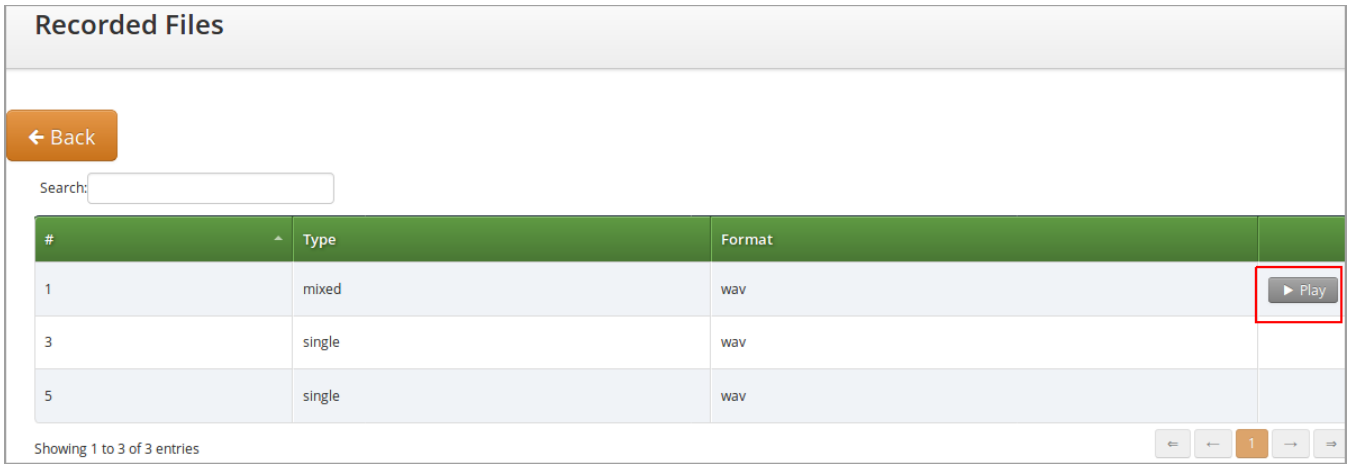 Recorded Files
← Back
Search:
# Type Format
1 mixed wav Play
3 single wav
5 single wav
Showing 1 to 3 of 3 entries ⇐ ← 1 → ⇒